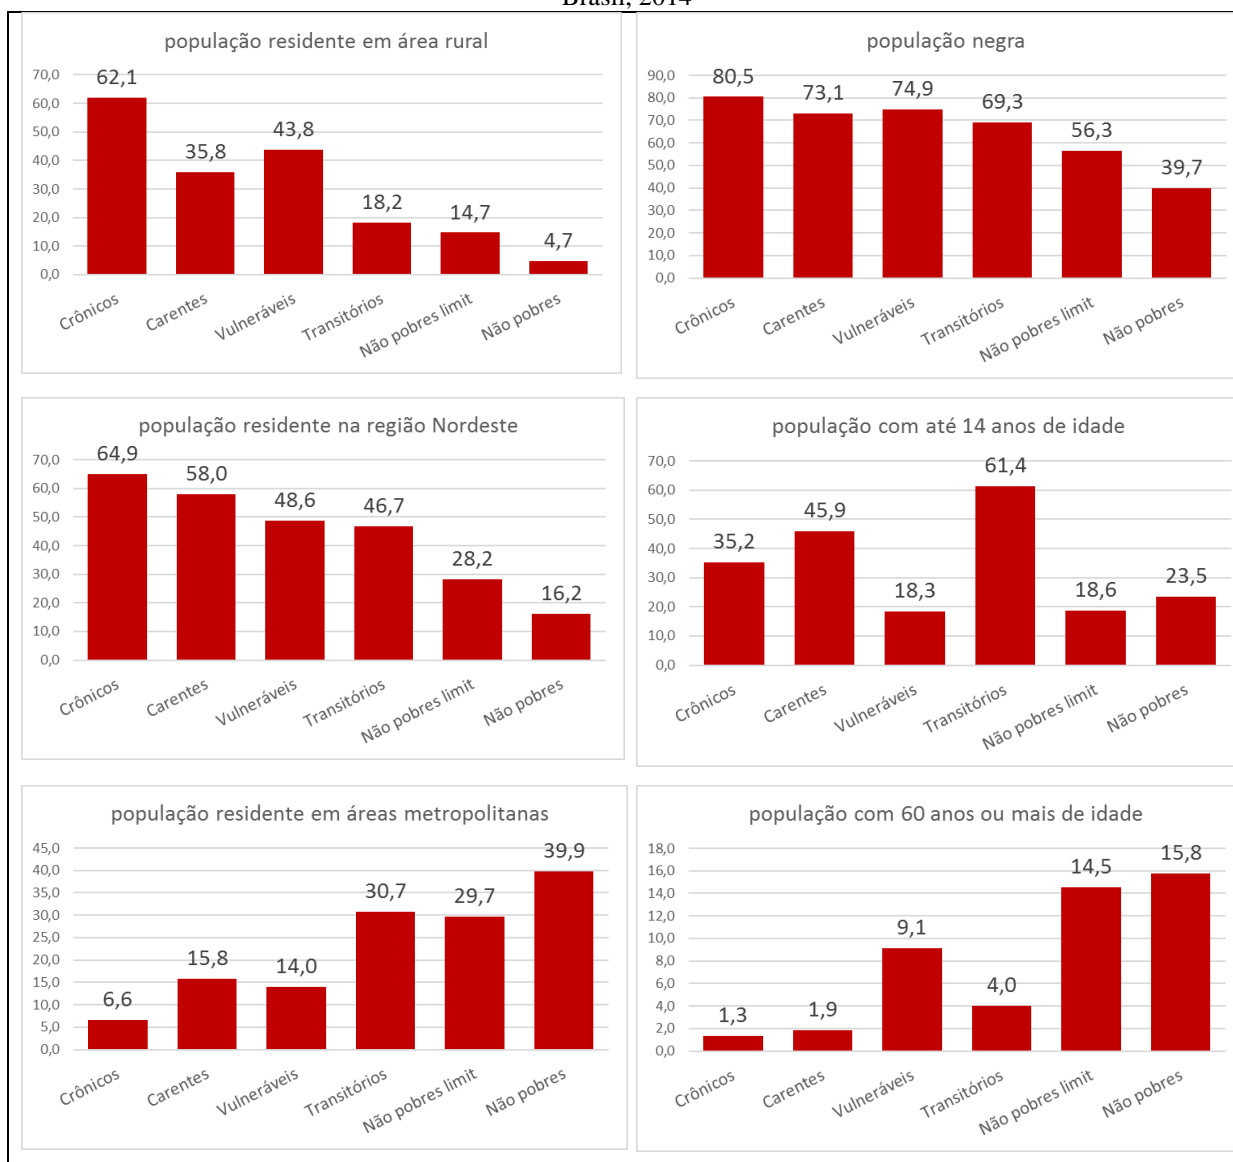 Brasil, 2014
população residente em área rural
70,0
60,0
50,0
40,0
30,0
20,0
10,0
0,0
62,1
35,8
43,8
18,2
14,7
4,7
Crônicos
Carentes
Vulneráveis
Transitórios
Não pobres limit
Não pobres
população negra
90,0
80,0
70,0
60,0
50,0
40,0
30,0
20,0
10,0
0,0
80,5
73,1
74,9
69,3
56,3
39,7
Crônicos
Carentes
Vulneráveis
Transitórios
Não pobres limit
Não pobres
população residente na região Nordeste
70,0
60,0
50,0
40,0
30,0
20,0
10,0
0,0
64,9
58,0
48,6
46,7
28,2
16,2
Crônicos
Carentes
Vulneráveis
Transitórios
Não pobres limit
Não pobres
população com até 14 anos de idade
70,0
60,0
50,0
40,0
30,0
20,0
10,0
0,0
35,2
45,9
18,3
61,4
18,6
23,5
Crônicos
Carentes
Vulneráveis
Transitórios
Não pobres limit
Não pobres
população residente em áreas metropolitanas
45,0
40,0
35,0
30,0
25,0
20,0
15,0
10,0
5,0
0,0
6,6
15,8
14,0
30,7
29,7
39,9
Crônicos
Carentes
Vulneráveis
Transitórios
Não pobres limit
Não pobres
população com 60 anos ou mais de idade
18,0
16,0
14,0
12,0
10,0
8,0
6,0
4,0
2,0
0,0
1,3
1,9
9,1
4,0
14,5
15,8
Crônicos
Carentes
Vulneráveis
Transitórios
Não pobres limit
Não pobres